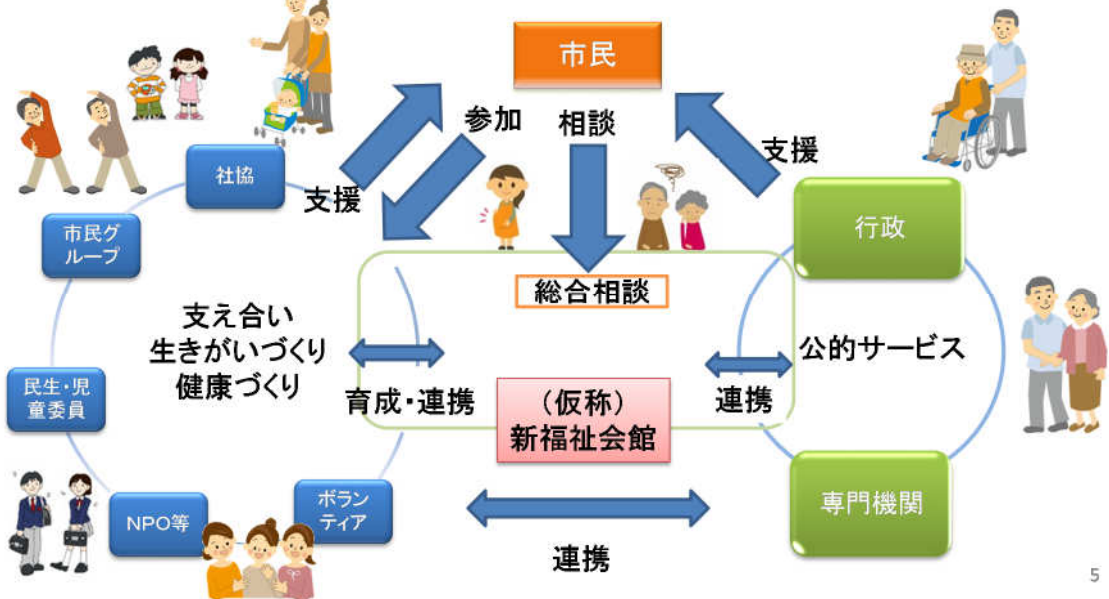 市民
参加
相談
支援
支援
社協
市民グ
ループ
行政
総合相談
支え合い
生きがいづくり
健康づくり
公的サービス
民生・児
童委員
育成・連携
（仮称）
新福祉会館
連携
NPO等
ボラン
ティア
専門機関
連携
5